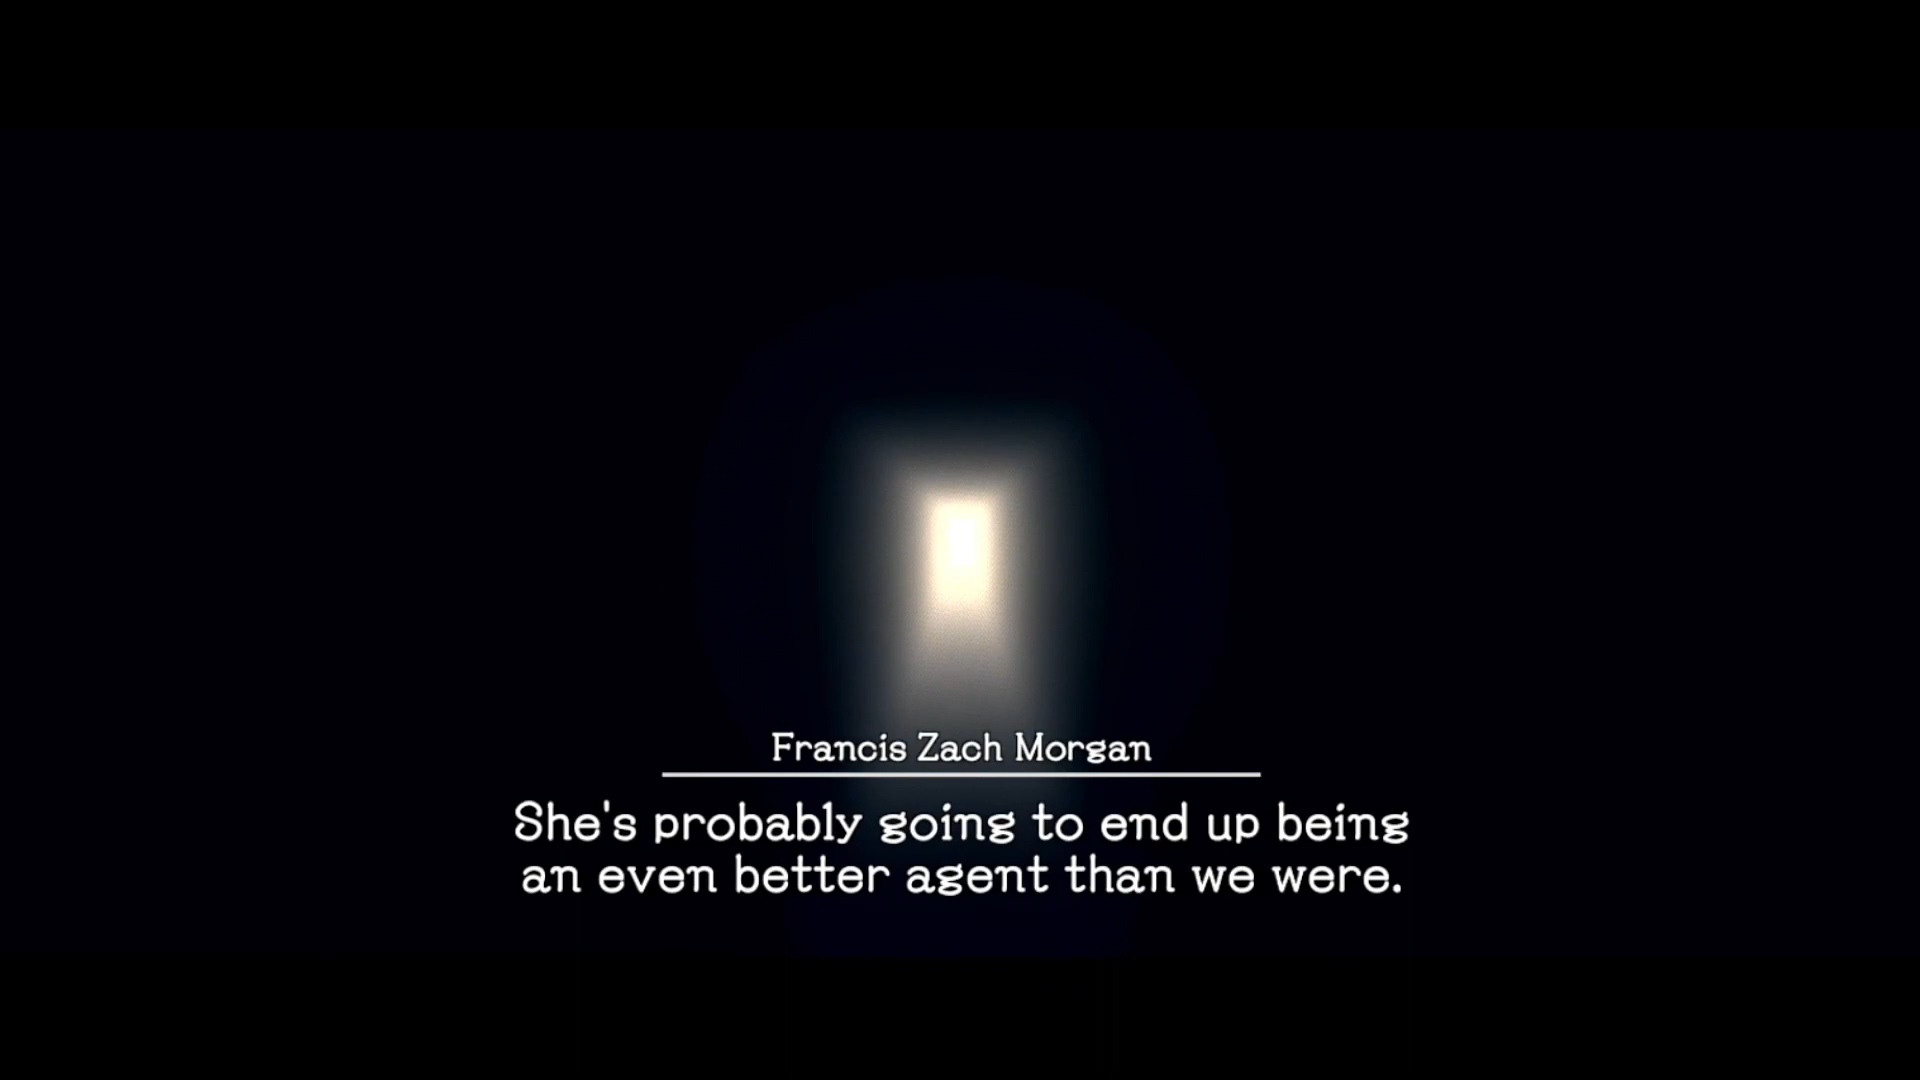 Francis Zach Morgan
She's probably going to end up being
an even better agent than we were.